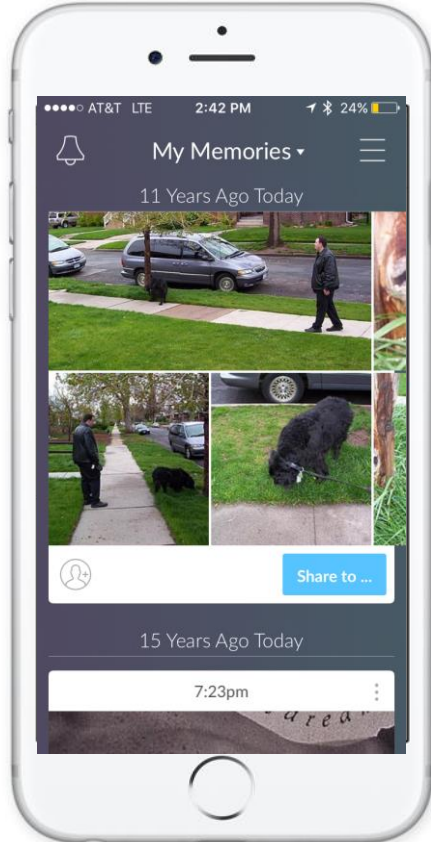 AT&T LTE 2:42 PM 24%
My Memories
11 Years Ago Today
Share to ...
15 Years Ago Today
7:23pm